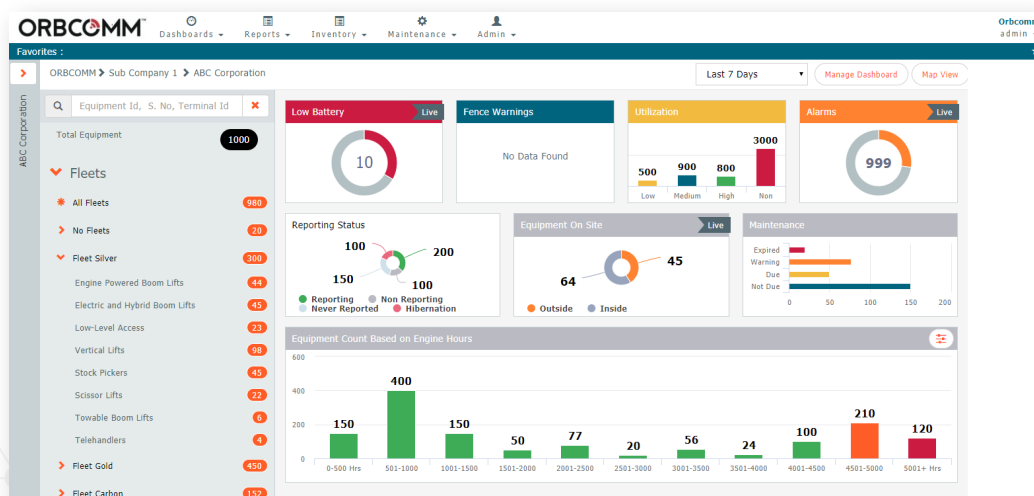 ORBCOMM™
Dashboards Reports Inventory Maintenance Admin
Orbcomm
admin
Favorites :
ORBCOMM > Sub Company 1 > ABC Corporation
Last 7 Days
Manage Dashboard
Map View
ABC Corporation
Equipment Id, S. No, Terminal Id
Total Equipment 1000
Fleets
All Fleets 980
No Fleets 20
Fleet Silver 300
Engine Powered Boom Lifts 44
Electric and Hybrid Boom Lifts 45
Low-Level Access 23
Vertical Lifts 98
Stock Pickers 45
Scissor Lifts 22
Towable Boom Lifts 6
Telehandlers 4
Fleet Gold 450
Fleet Carbon 152
Low Battery Live
10
Fence Warnings
No Data Found
Utilization
500 900 800 3000
Low Medium High Non
Alarms Live
999
Reporting Status
100 200
150 100
Reporting Non Reporting
Never Reported Hibernation
Equipment On Site Live
64 45
Outside Inside
Maintenance
Expired
Warning
Due
Not Due
0 50 100 150 200
Equipment Count Based on Engine Hours
600
400
200
0
150 400 150 50 77 20 56 24 100 210 120
0-500 Hrs 501-1000 1001-1500 1501-2000 2001-2500 2501-3000 3001-3500 3501-4000 4001-4500 4501-5000 5001+ Hrs